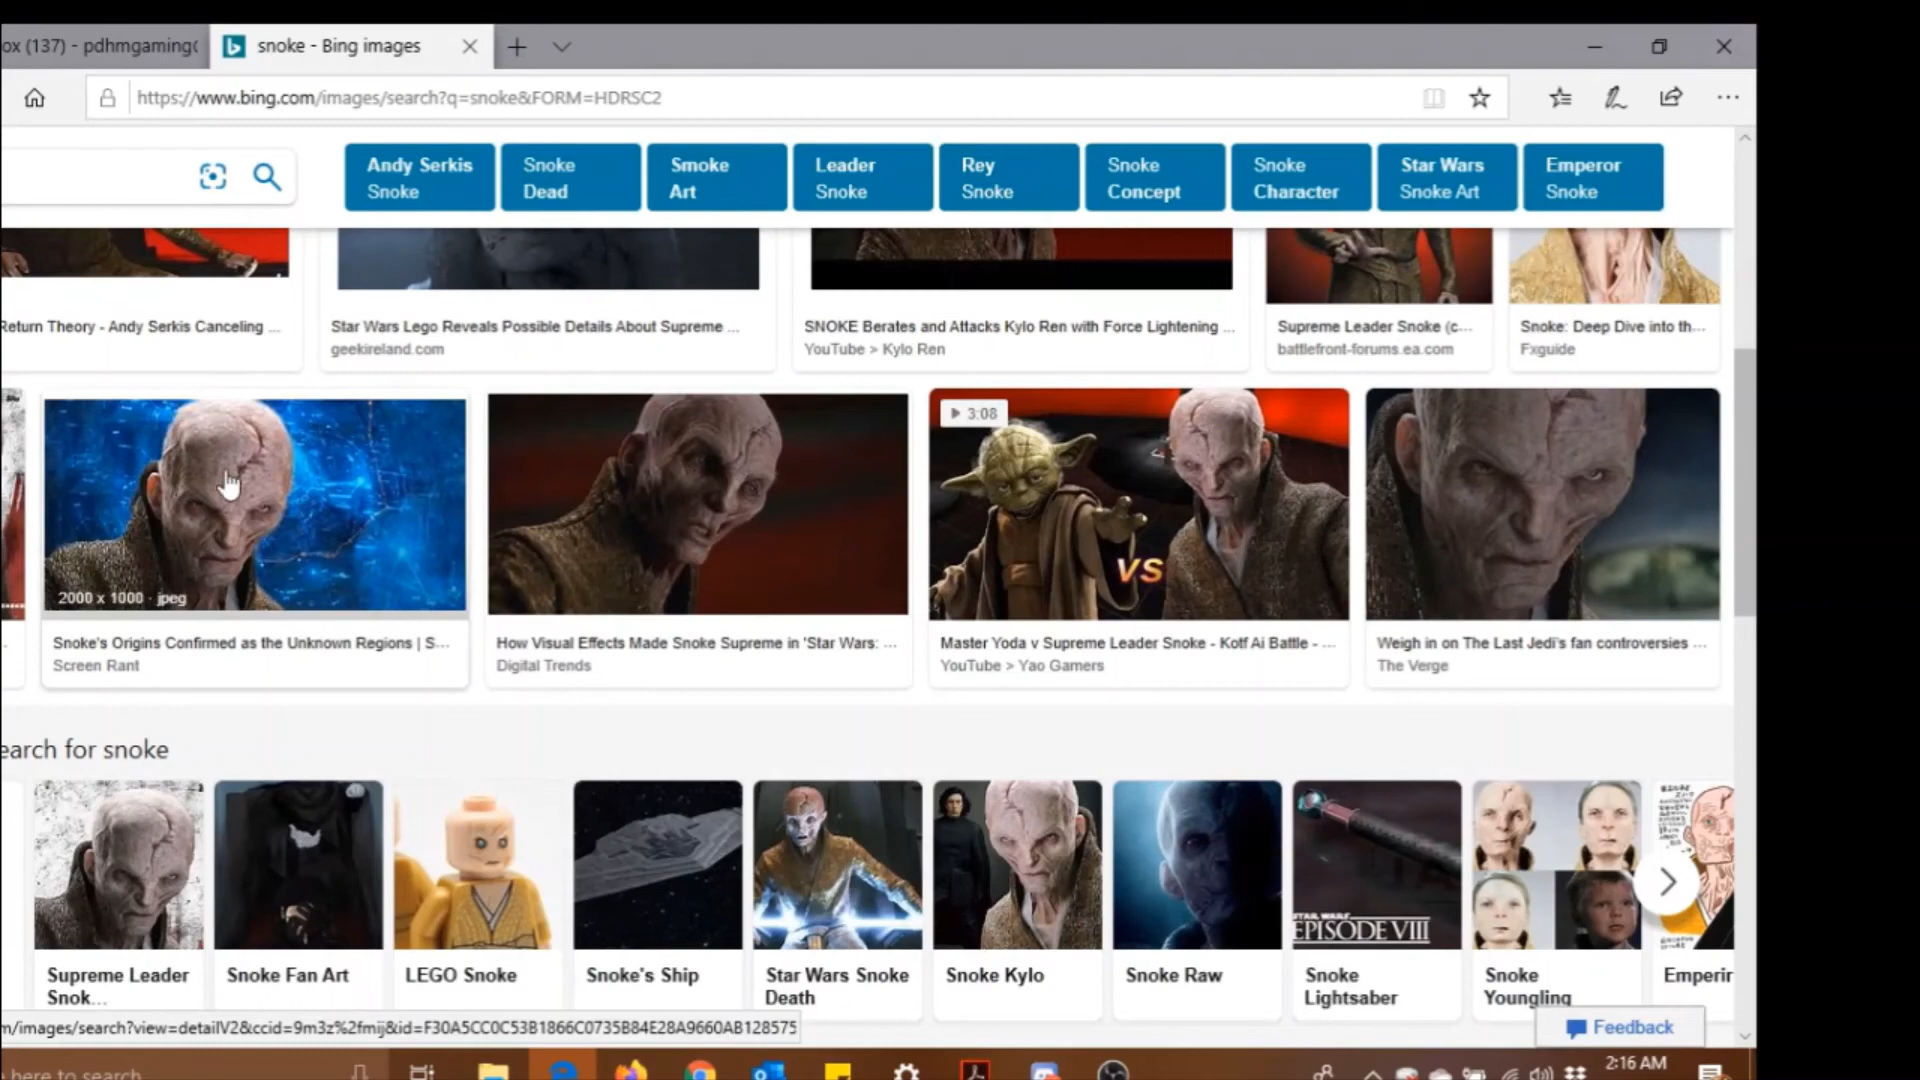 ox (137) - pdhmgaming(
snoke - Bing images
https://www.bing.com/images/search?q=snoke&FORM=HDRSC2
Andy Serkis
Snoke
Snoke
Dead
Smoke
Art
Leader
Snoke
Rey
Snoke
Snoke
Concept
Snoke
Character
Star Wars
Snoke Art
Emperor
Snoke
Return Theory - Andy Serkis Canceling ...
Star Wars Lego Reveals Possible Details About Supreme ...
geekireland.com
SNOKE Berates and Attacks Kylo Ren with Force Lightening ...
YouTube > Kylo Ren
Supreme Leader Snoke (c...
battlefront-forums.ea.com
Snoke: Deep Dive into th...
Fxguide
2000 x 1000 · jpeg
Snoke's Origins Confirmed as the Unknown Regions | S...
Screen Rant
How Visual Effects Made Snoke Supreme in 'Star Wars: ...
Digital Trends
3:08
VS
Master Yoda v Supreme Leader Snoke - Kotf Ai Battle - ...
YouTube > Yao Gamers
Weigh in on The Last Jedi's fan controversies ...
The Verge
earch for snoke
Supreme Leader
Snok...
Snoke Fan Art
LEGO Snoke
Snoke's Ship
Star Wars Snoke
Death
Snoke Kylo
Snoke Raw
STAR WARS
EPISODE VIII
Snoke
Lightsaber
Snoke
Youngling
Emperir
m/images/search?view=detailV2&ccid=9m3z%2fmij&id=F30A5CC0C53B1866C0735B84E28A9660AB128575
Feedback
here to search
2:16 AM